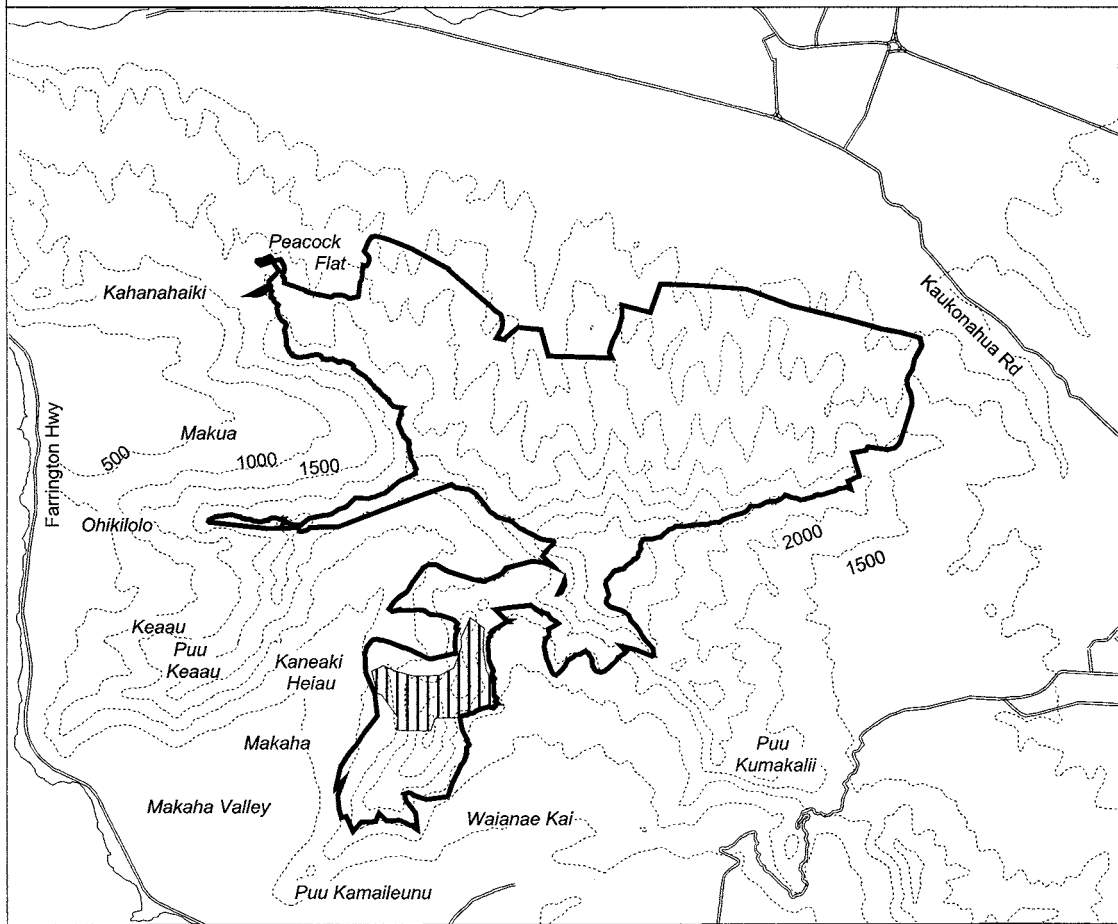 Peacock
Flat
Kahanahaiki
Kaukonahua Rd
Farrington Hwy
Makua
500
1000
1500
Ohikilolo
2000
1500
Keaau
Puu
Keaau
Kaneaki
Heiau
Makaha
Puu
Kumakalii
Makaha Valley
Waianae Kai
Puu Kamaileunu